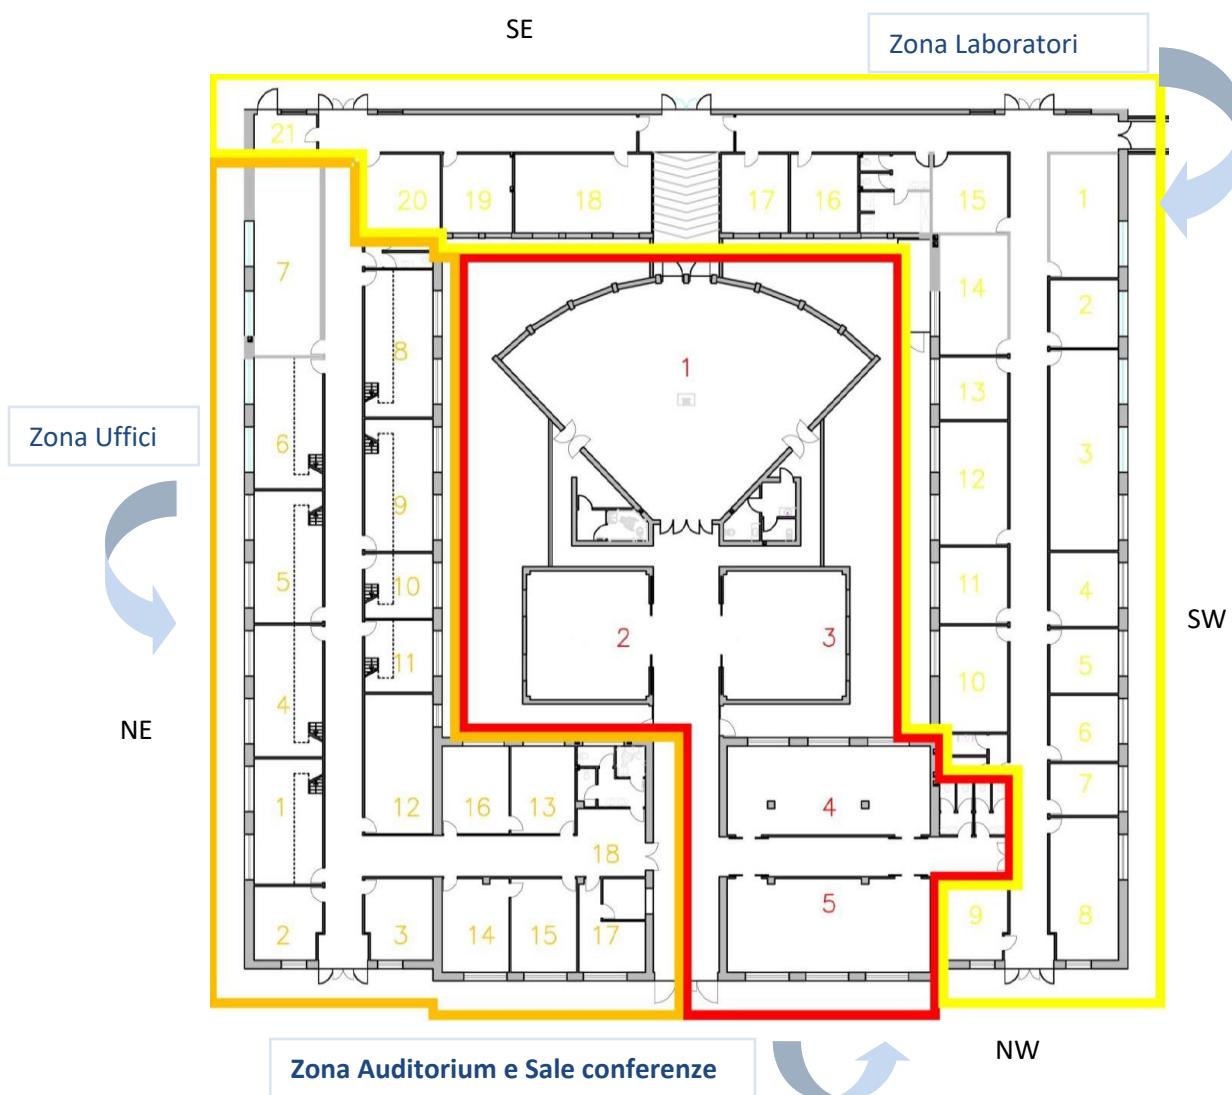 SE
Zona Laboratori
21
20 19 18 17 16 15 1
7 14 2
8 1 13 3
Zona Uffici
6 9 12
5 10 11 4
4 11 2 3 10 5
SW
NE
6
1 12 16 13 4 7
18
2 3 14 15 17 5 9 8
NW
Zona Auditorium e Sale conferenze